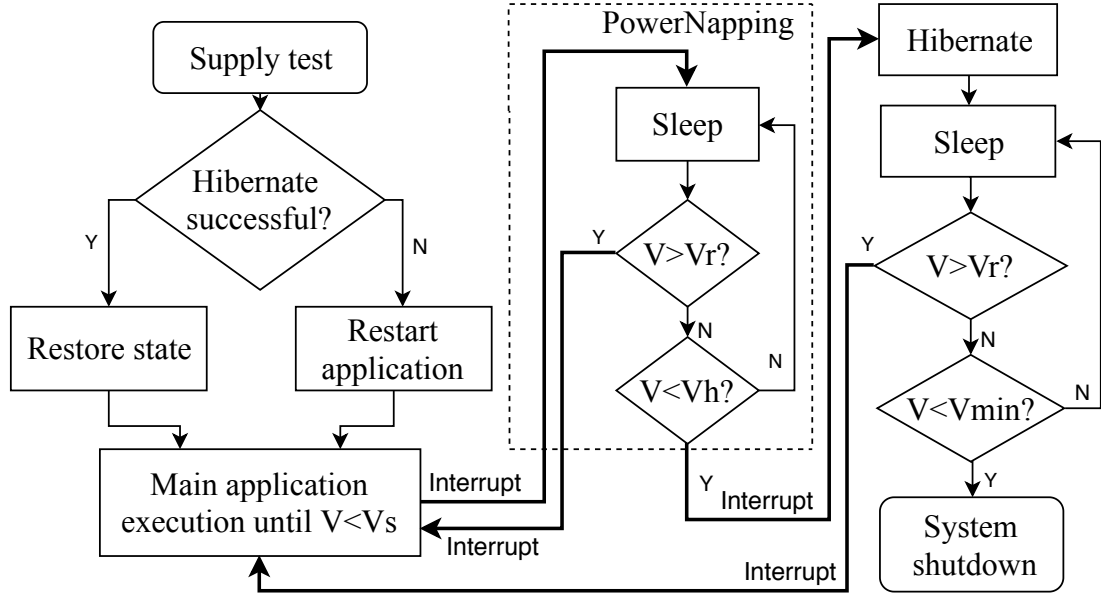 Supply test
Hibernate
successful?
Y
N
Restore state
Restart
application
Main application
execution until V<Vs
Interrupt
Interrupt
PowerNapping
Sleep
V>Vr?
Y
N
V<Vh?
N
Y
Interrupt
Interrupt
Hibernate
Sleep
V>Vr?
Y
N
V<Vmin?
N
Y
System
shutdown